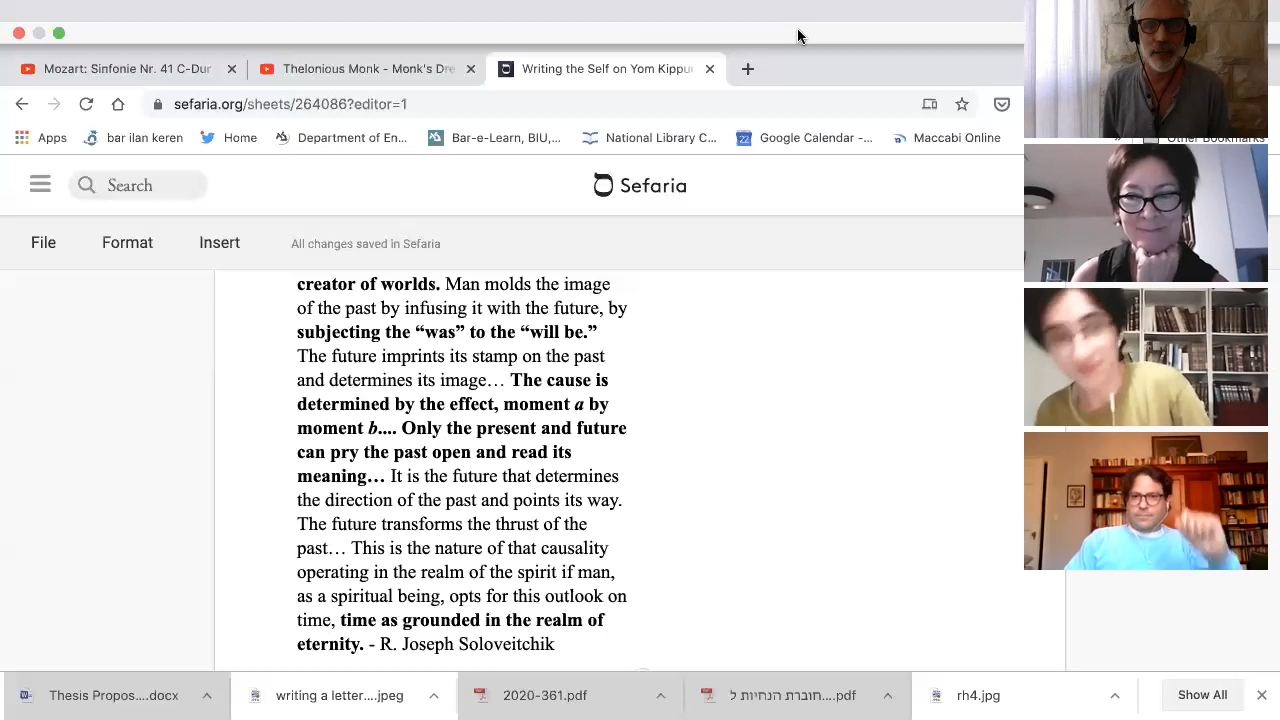 Mozart: Sinfonie Nr. 41 C-Dur
Thelonious Monk - Monk's Dre
Writing the Self on Yom Kippur
sefaria.org/sheets/264086?editor=1
Apps
bar ilan keren
Home
Department of En...
Bar-e-Learn, BIU,...
National Library C...
22
Google Calendar -...
Maccabi Online
»
Other Bookmarks
Search
Sefaria
File
Format
Insert
All changes saved in Sefaria
creator of worlds. Man molds the image
of the past by infusing it with the future, by
subjecting the “was” to the “will be.”
The future imprints its stamp on the past
and determines its image… The cause is
determined by the effect, moment a by
moment b.... Only the present and future
can pry the past open and read its
meaning… It is the future that determines
the direction of the past and points its way.
The future transforms the thrust of the
past… This is the nature of that causality
operating in the realm of the spirit if man,
as a spiritual being, opts for this outlook on
time, time as grounded in the realm of
eternity. - R. Joseph Soloveitchik
Thesis Propos....docx
writing a letter....jpeg
2020-361.pdf
חוברת הנחיות ל....pdf
rh4.jpg
Show All